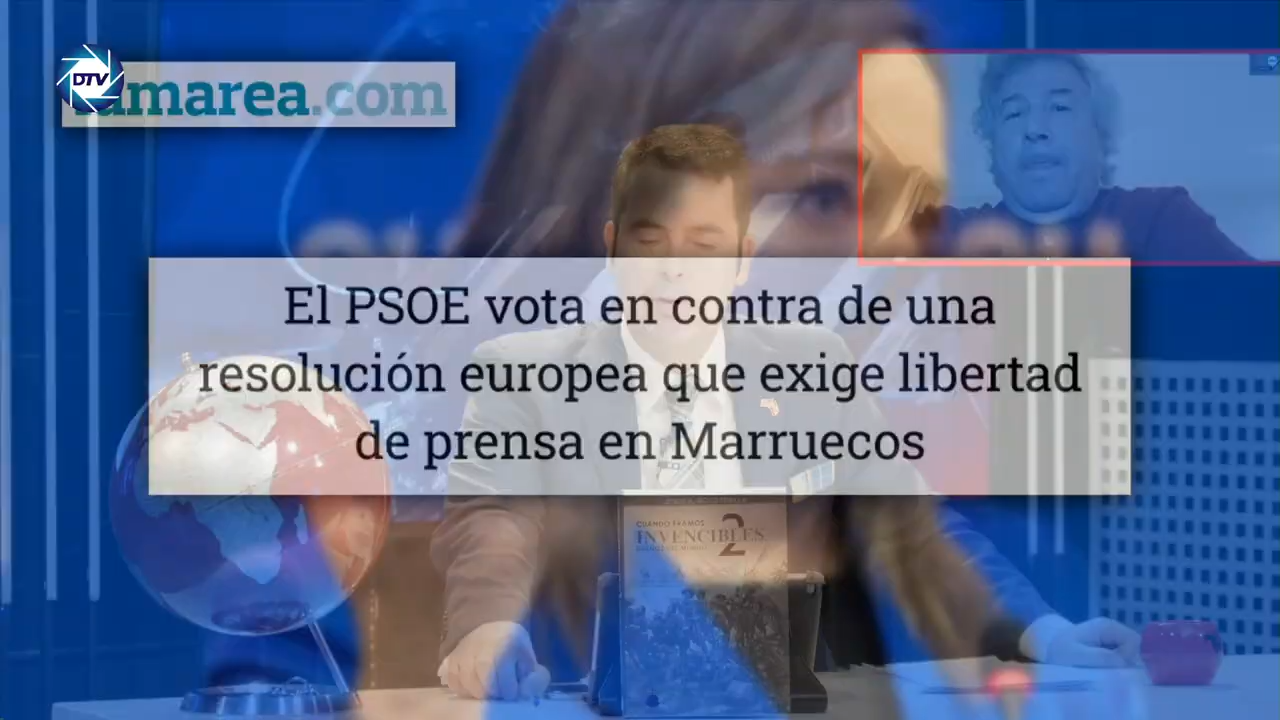 DTV
lamarea.com
El PSOE vota en contra de una
resolución europea que exige libertad
de prensa en Marruecos
CUANDO ÉRAMOS
INVENCIBLES
2